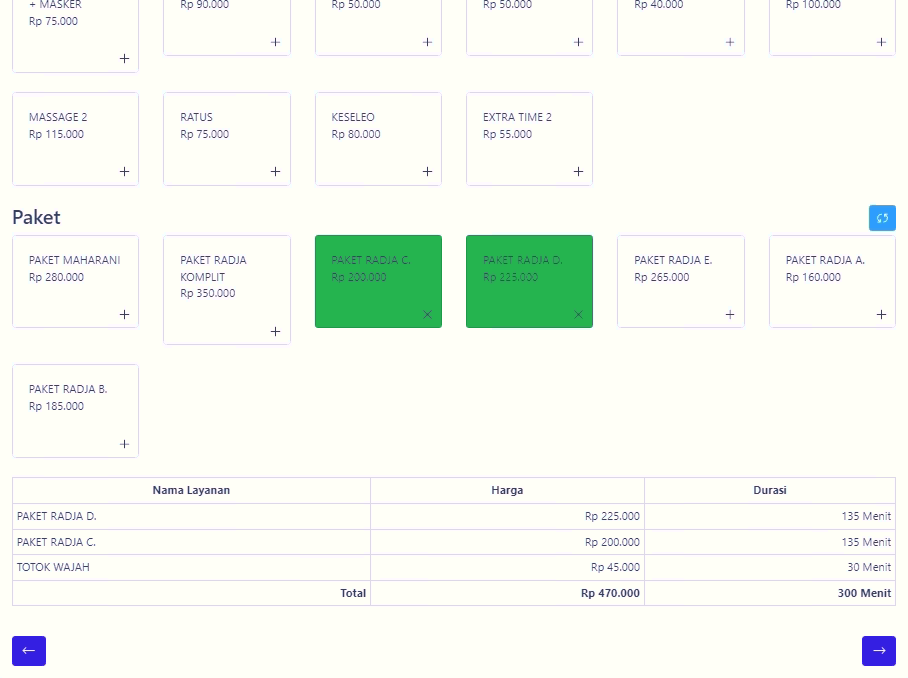 + MASKER
Rp 75.000
Rp 90.000
Rp 50.000
Rp 50.000
Rp 40.000
Rp 100.000
MASSAGE 2
Rp 115.000
RATUS
Rp 75.000
KESELEO
Rp 80.000
EXTRA TIME 2
Rp 55.000
Paket
PAKET MAHARANI
Rp 280.000
PAKET RADJA
KOMPLIT
Rp 350.000
PAKET RADJA C.
Rp 200.000
PAKET RADJA D.
Rp 225.000
PAKET RADJA E.
Rp 265.000
PAKET RADJA A.
Rp 160.000
PAKET RADJA B.
Rp 185.000
Nama Layanan Harga Durasi
PAKET RADJA D. Rp 225.000 135 Menit
PAKET RADJA C. Rp 200.000 135 Menit
TOTOK WAJAH Rp 45.000 30 Menit
Total Rp 470.000 300 Menit